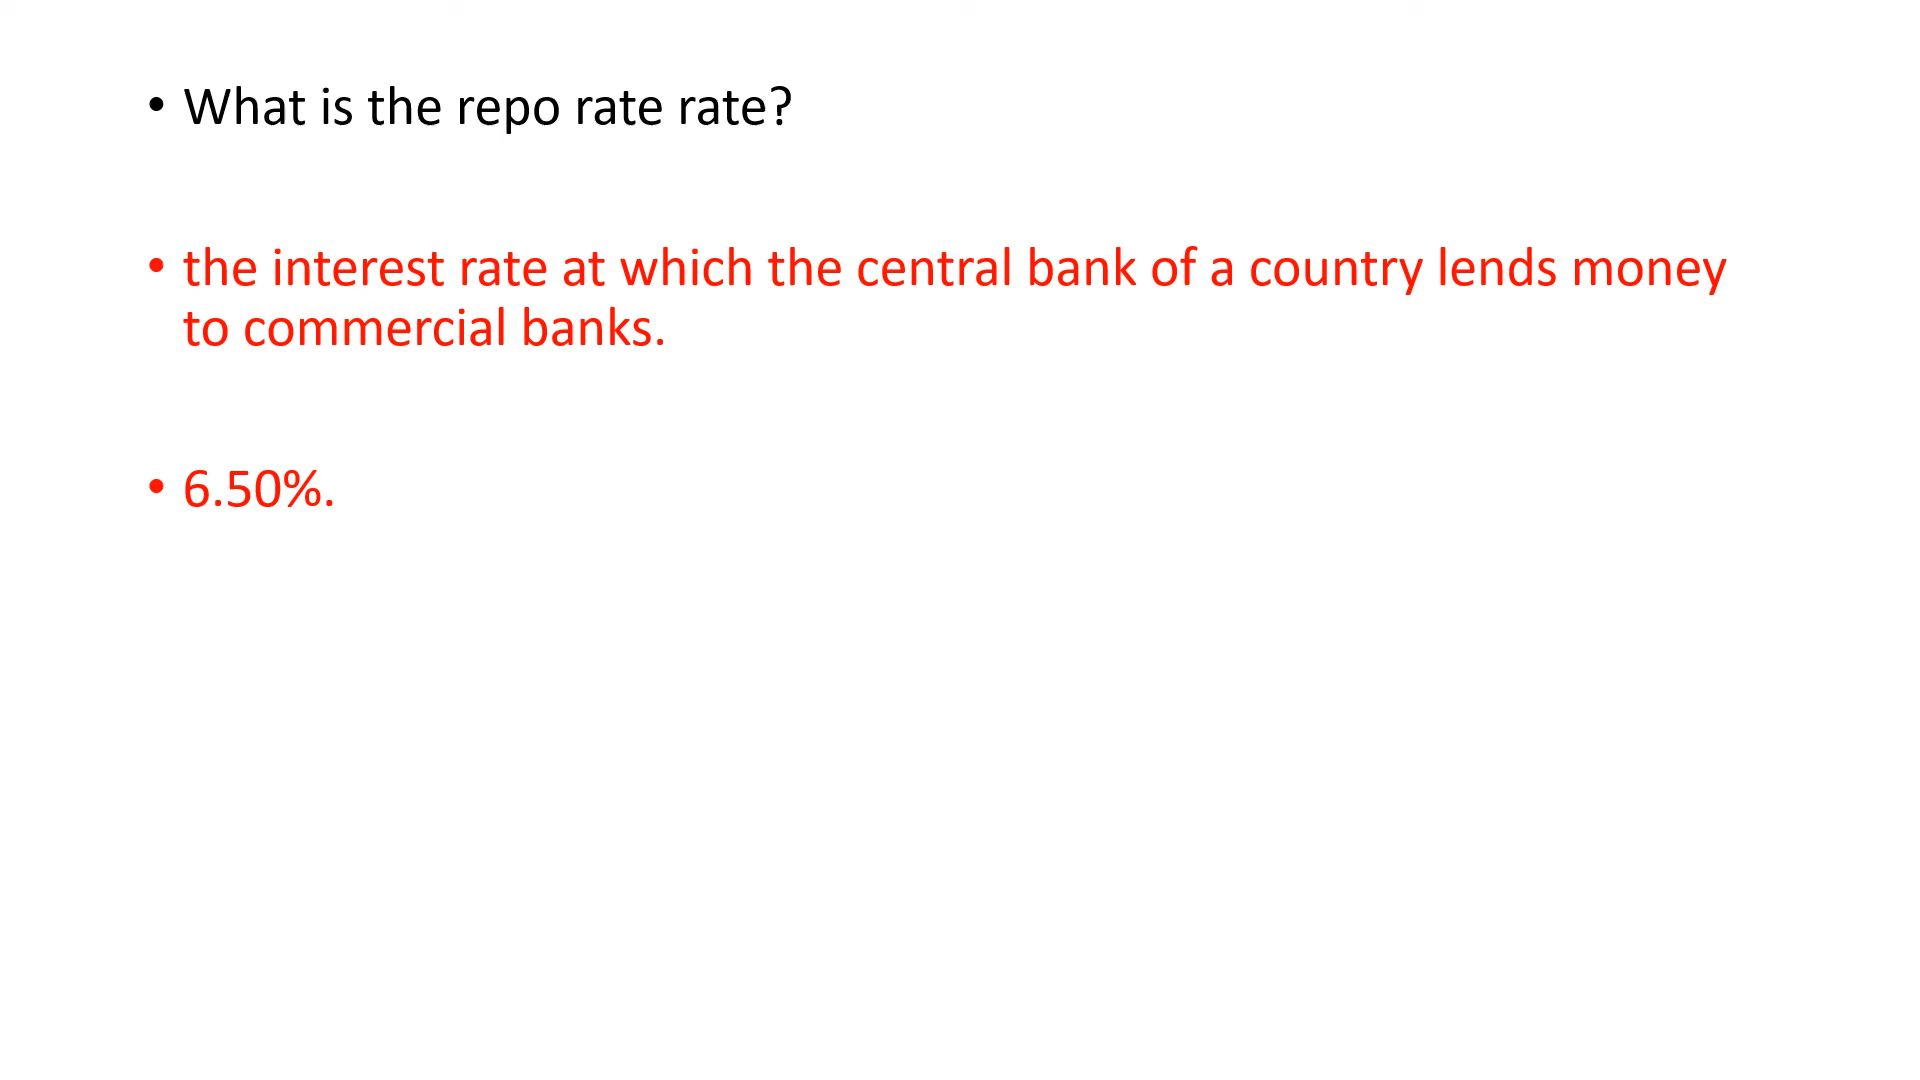 • What is the repo rate rate?
• the interest rate at which the central bank of a country lends money
to commercial banks.
• 6.50%.